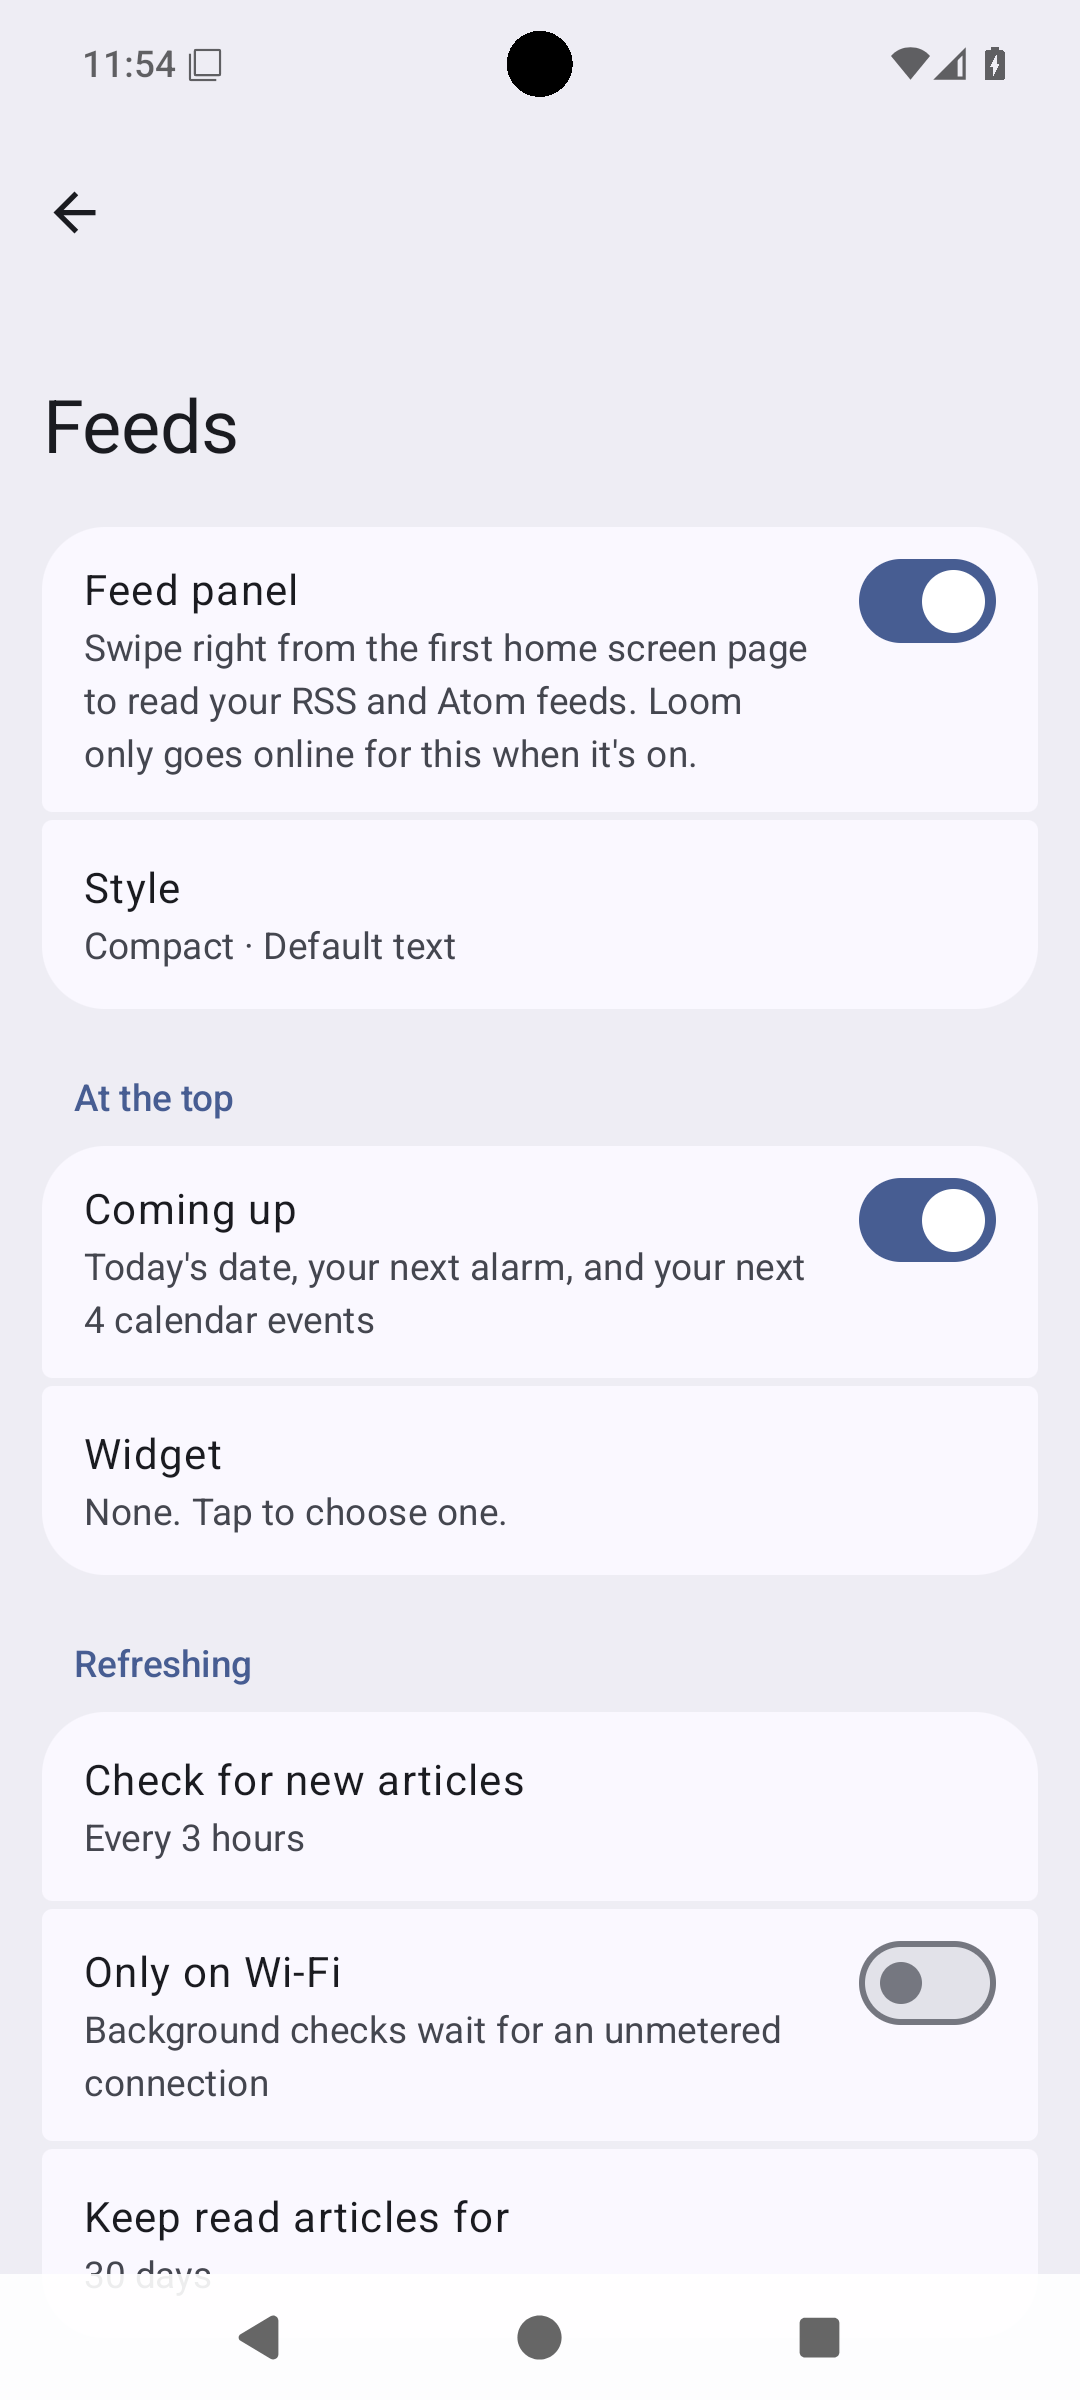 11:54
Feeds
Feed panel
Swipe right from the first home screen page
to read your RSS and Atom feeds. Loom
only goes online for this when it's on.
Style
Compact · Default text
At the top
Coming up
Today's date, your next alarm, and your next
4 calendar events
Widget
None. Tap to choose one.
Refreshing
Check for new articles
Every 3 hours
Only on Wi-Fi
Background checks wait for an unmetered
connection
Keep read articles for
30 days